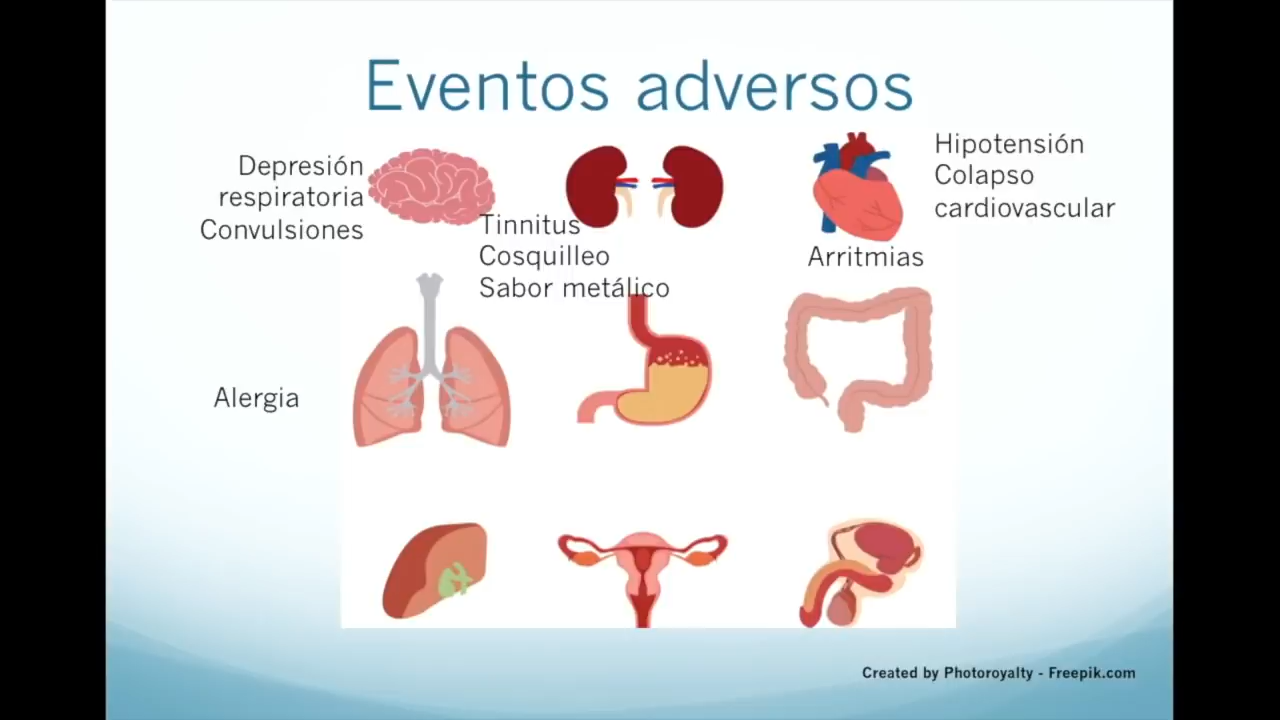 Eventos adversos
Depresión
respiratoria
Convulsiones
Tinnitus
Cosquilleo
Sabor metálico
Hipotensión
Colapso
cardiovascular
Arritmias
Alergia
Created by Photoroyalty - Freepik.com